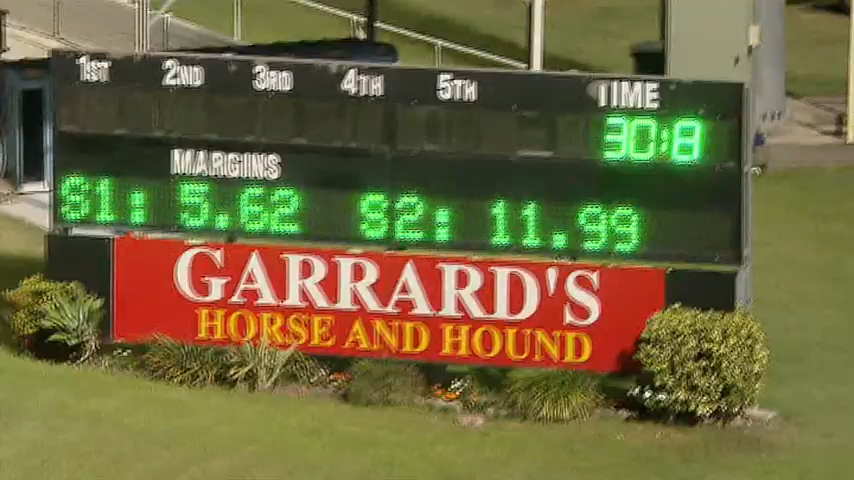 1ST 2ND 3RD 4TH 5TH TIME
30:8
MARGINS
S1: 5.62 S2: 11.99
GARRARD'S
HORSE AND HOUND